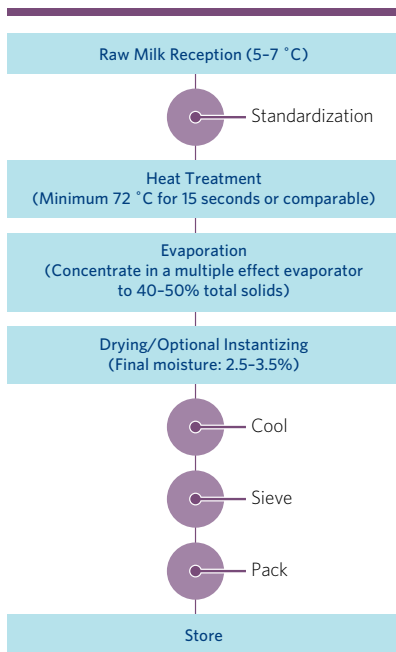 Raw Milk Reception (5–7 ˚C)
Standardization
Heat Treatment
(Minimum 72 ˚C for 15 seconds or comparable)
Evaporation
(Concentrate in a multiple effect evaporator
to 40–50% total solids)
Drying/Optional Instantizing
(Final moisture: 2.5–3.5%)
Cool
Sieve
Pack
Store